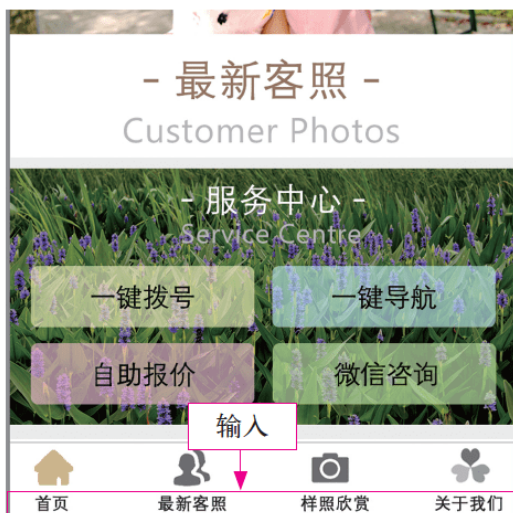 - 最新客照 -
Customer Photos
- 服务中心 -
Service Centre
一键拨号 一键导航
自助报价 微信咨询
输入
首页 最新客照 样照欣赏 关于我们